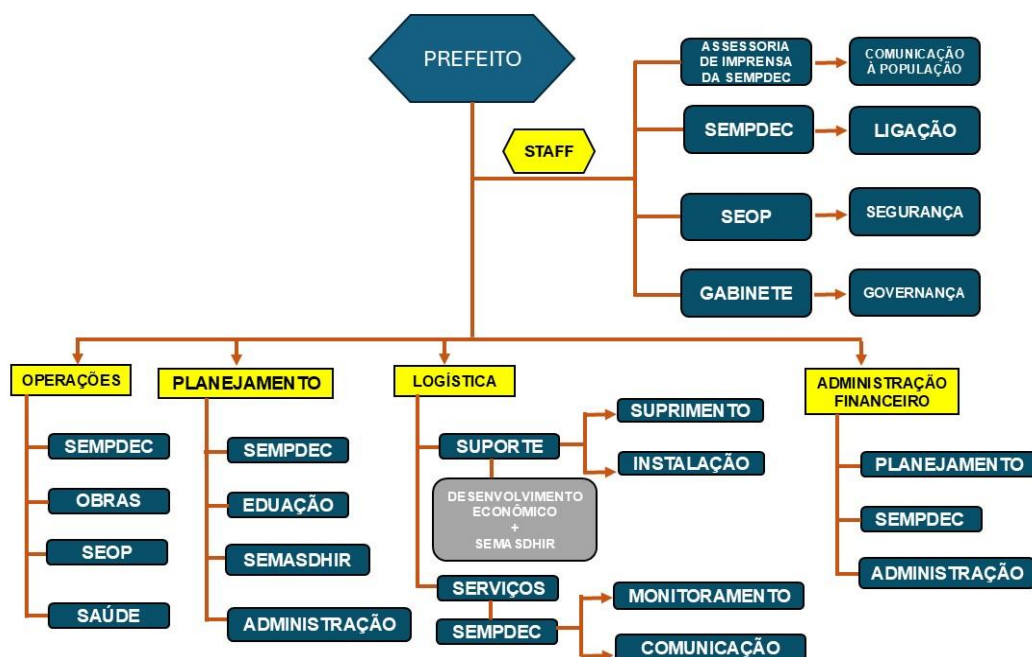 PREFEITO
STAFF
ASSESSORIA
DE IMPRENSA
DA SEMPDEC
COMUNICAÇÃO
À POPULAÇÃO
SEMPDEC
LIGAÇÃO
SEOP
SEGURANÇA
GABINETE
GOVERNANÇA
OPERAÇÕES
SEMPDEC
OBRAS
SEOP
SAÚDE
PLANEJAMENTO
SEMPDEC
EDUAÇÃO
SEMASDHIR
ADMINISTRAÇÃO
LOGÍSTICA
SUPORTE
SUPRIMENTO
INSTALAÇÃO
DESENVOLVIMENTO
ECONÔMICO
+
SEMASDHIR
SERVIÇOS
SEMPDEC
MONITORAMENTO
COMUNICAÇÃO
ADMINISTRAÇÃO
FINANCEIRO
PLANEJAMENTO
SEMPDEC
ADMINISTRAÇÃO